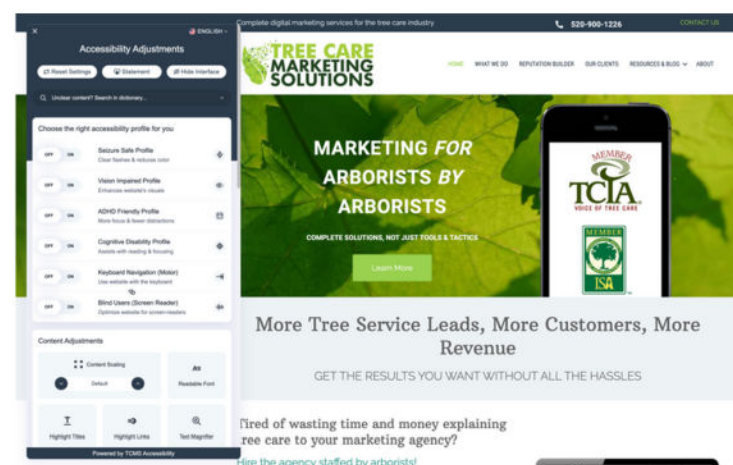 ENGLISH
Accessibility Adjustments
Reset Settings
Statement
Hide Interface
Unclear content? Search in dictionary...
Choose the right accessibility profile for you
OFF ON
Seizure Safe Profile
Clear flashes & reduces color
OFF ON
Vision Impaired Profile
Enhances website's visuals
OFF ON
ADHD Friendly Profile
More focus & fewer distractions
OFF ON
Cognitive Disability Profile
Assists with reading & focusing
OFF ON
Keyboard Navigation (Motor)
Use website with the keyboard
OFF ON
Blind Users (Screen Reader)
Optimize website for screen-readers
Content Adjustments
Content Scaling
Default
Readable Font
Highlight Titles
Highlight Links
Text Magnifier
Powered by TCMS Accessibility
Complete digital marketing services for the tree care industry
520-900-1226
CONTACT US
TREE CARE
MARKETING
SOLUTIONS
HOME WHAT WE DO REPUTATION BUILDER OUR CLIENTS RESOURCES & BLOG ABOUT
MARKETING FOR
ARBORISTS BY
ARBORISTS
COMPLETE SOLUTIONS, NOT JUST TOOLS & TACTICS
Learn More
MEMBER
TCIA
VOICE OF TREE CARE
MEMBER
ISA
More Tree Service Leads, More Customers, More
Revenue
GET THE RESULTS YOU WANT WITHOUT ALL THE HASSLES
Tired of wasting time and money explaining
tree care to your marketing agency?
Hire the agency staffed by arborists!